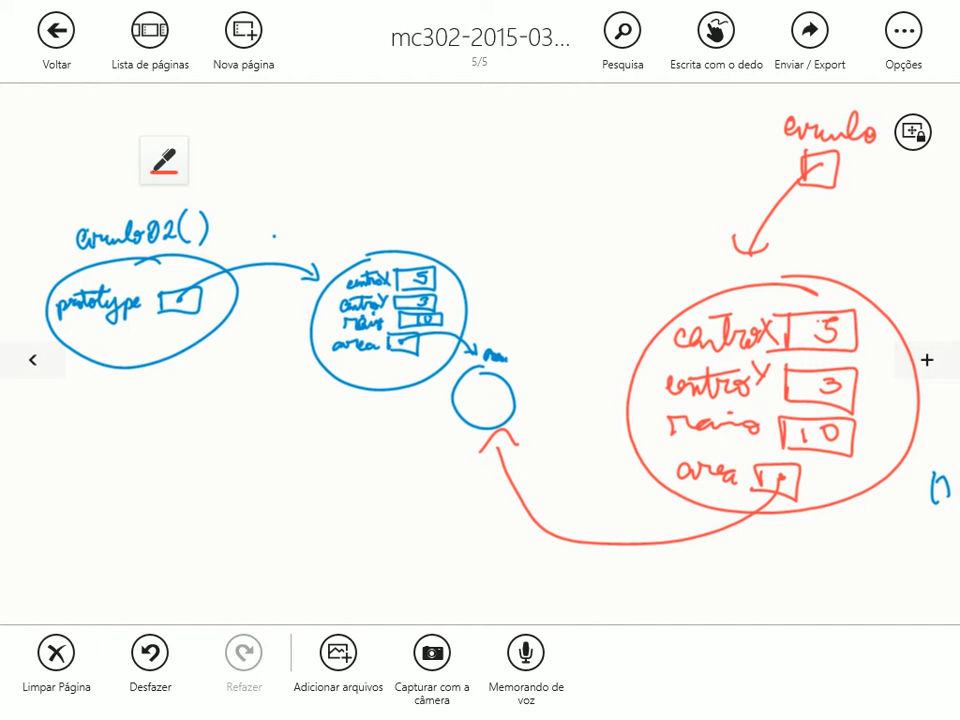 Voltar
Lista de páginas
Nova página
mc302-2015-03...
5/5
Pesquisa
Escrita com o dedo
Enviar / Export
Opções
circulo
circulo02()
prototype
centroX 5
centroY 3
raio 10
area
centroX 5
centroY 3
raio 10
area
Limpar Página
Desfazer
Refazer
Adicionar arquivos
Capturar com a
câmera
Memorando de
voz